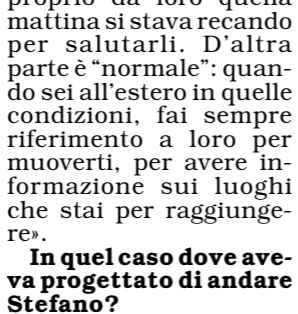 proprio da loro quella
mattina si stava recando
per salutarli. D’altra
parte è “normale”: quan-
do sei all’estero in quelle
condizioni, fai sempre
riferimento a loro per
muoverti, per avere in-
formazione sui luoghi
che stai per raggiunge-
re».
In quel caso dove ave-
va progettato di andare
Stefano?